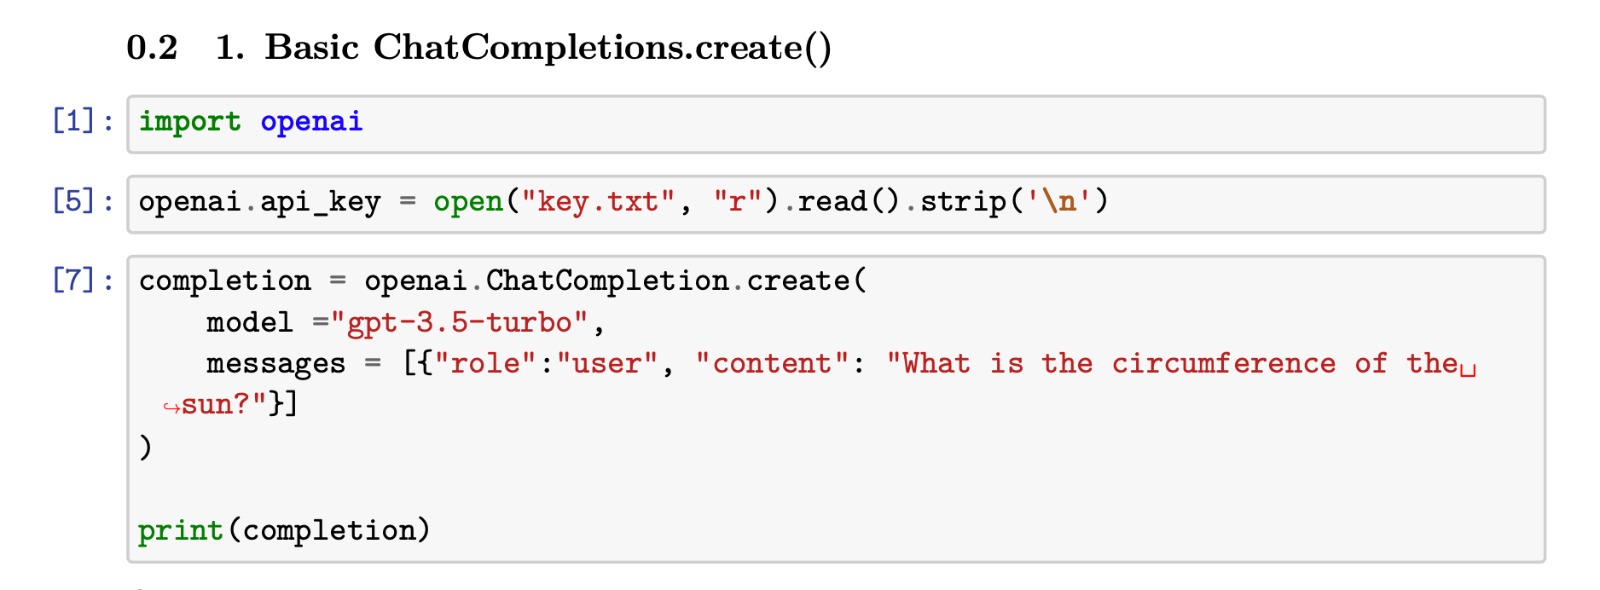 0.2 1. Basic ChatCompletions.create()
[1]: import openai
[5]: openai.api_key = open("key.txt", "r").read().strip('\n')
[7]: completion = openai.ChatCompletion.create(
    model ="gpt-3.5-turbo",
    messages = [{"role":"user", "content": "What is the circumference of the␣
↪sun?"}]
)
print(completion)